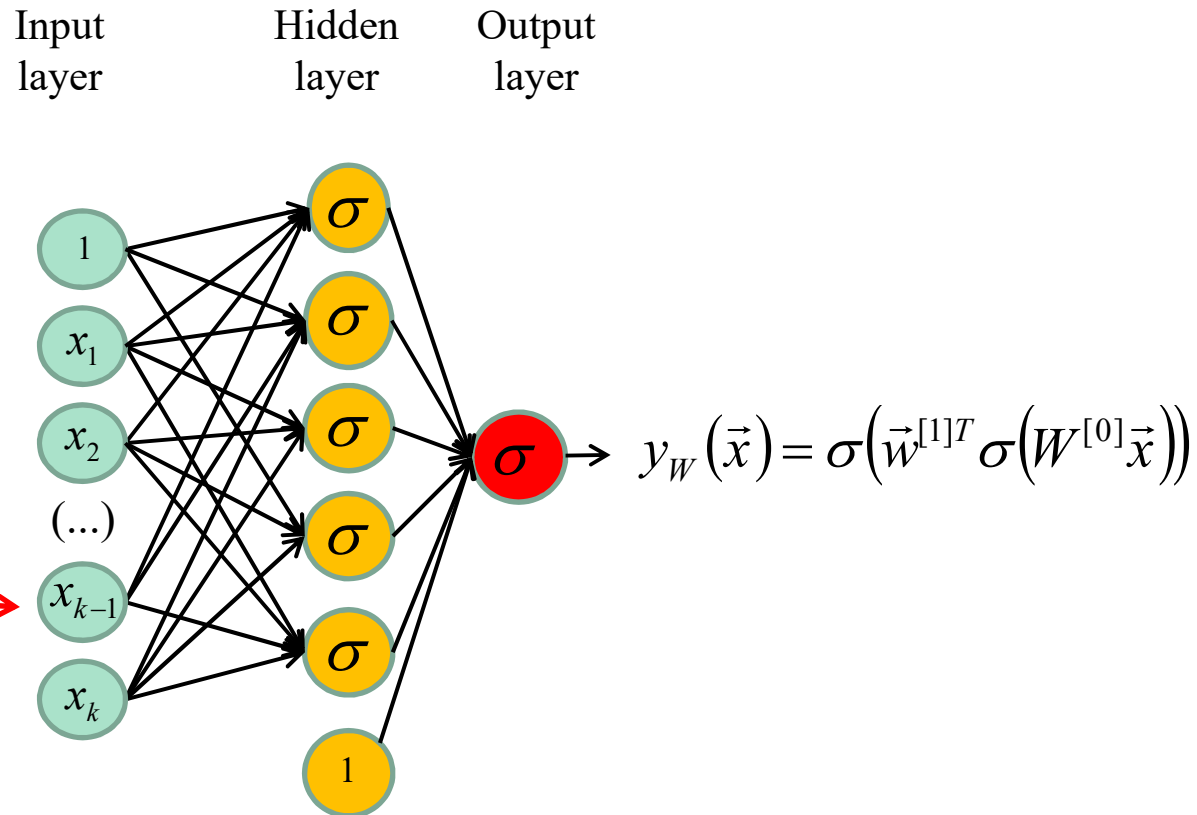 Input layer
Hidden layer
Output layer
1
x₁
x₂
(...)
xₖ₋₁
xₖ
σ
σ
σ
σ
σ
1
σ
y_W(x⃗) = σ(w⃗^{[1]T} σ(W^{[0]} x⃗))